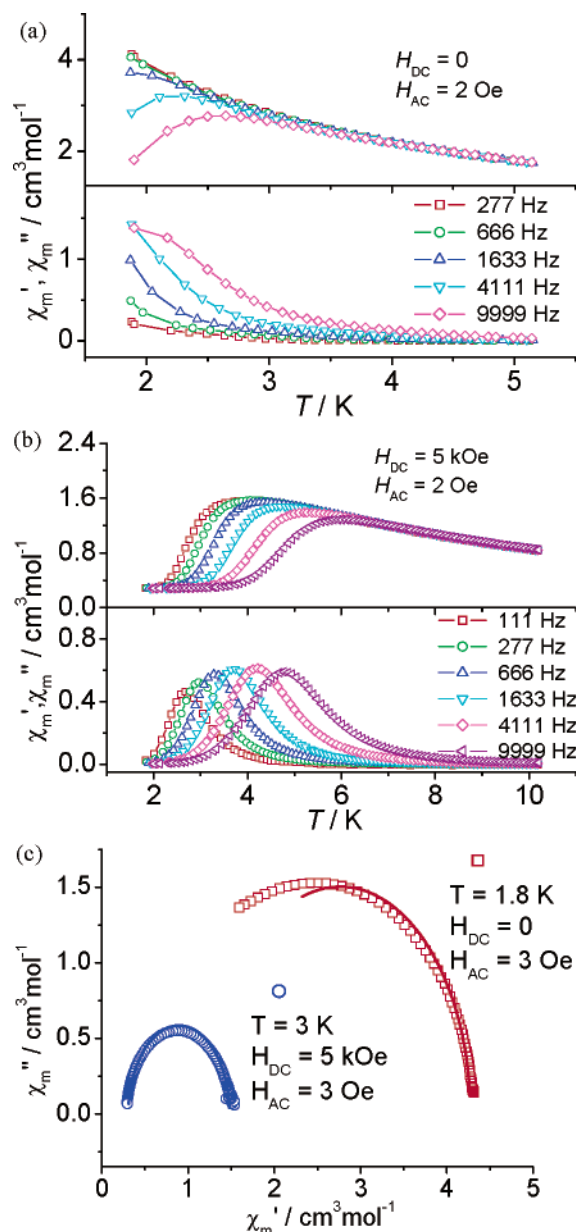 (a)
H_DC = 0
H_AC = 2 Oe
4
2
277 Hz
666 Hz
1633 Hz
4111 Hz
9999 Hz
1
0
χm', χm'' / cm³mol⁻¹
2 3 4 5
T / K
(b)
H_DC = 5 kOe
H_AC = 2 Oe
2.4
1.6
0.8
0.0
111 Hz
277 Hz
666 Hz
1633 Hz
4111 Hz
9999 Hz
0.6
0.0
χm', χm'' / cm³mol⁻¹
2 4 6 8 10
T / K
(c)
1.5
T = 1.8 K
H_DC = 0
H_AC = 3 Oe
1.0
T = 3 K
H_DC = 5 kOe
H_AC = 3 Oe
0.5
0.0
χm'' / cm³mol⁻¹
0 1 2 3 4 5
χm' / cm³mol⁻¹